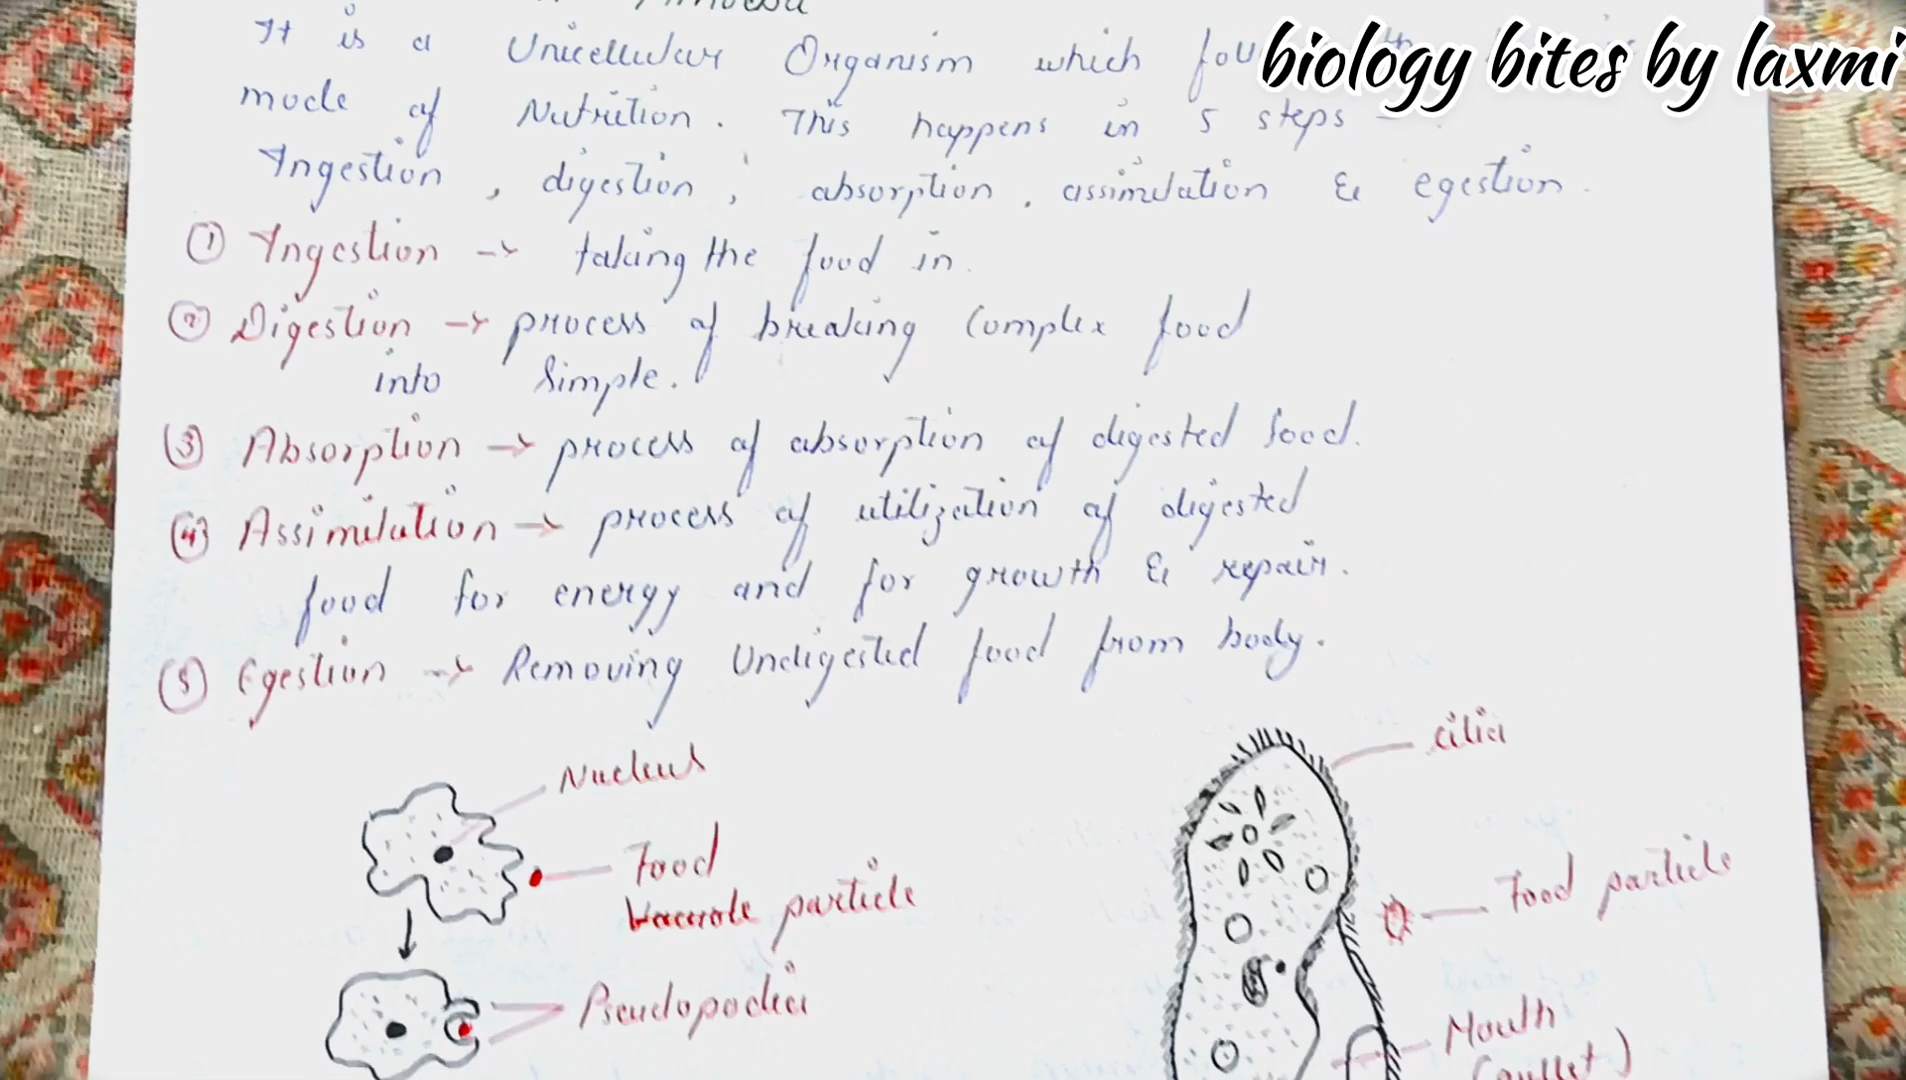 Amoeba
It is a Unicellular Organism which
biology bites by laxmi
mode of Nutrition. This happens in 5 steps -
Ingestion, digestion, absorption, assimilation & egestion.
① Ingestion → taking the food in.
② Digestion → process of breaking complex food
into simple.
③ Absorption → process of absorption of digested food.
④ Assimilation → process of utilization of digested
food for energy and for growth & repair.
⑤ Egestion → Removing Undigested food from body.
Nucleus
cilia
Food
particle
Food particle
Pseudopodia
Mouth
(gullet)